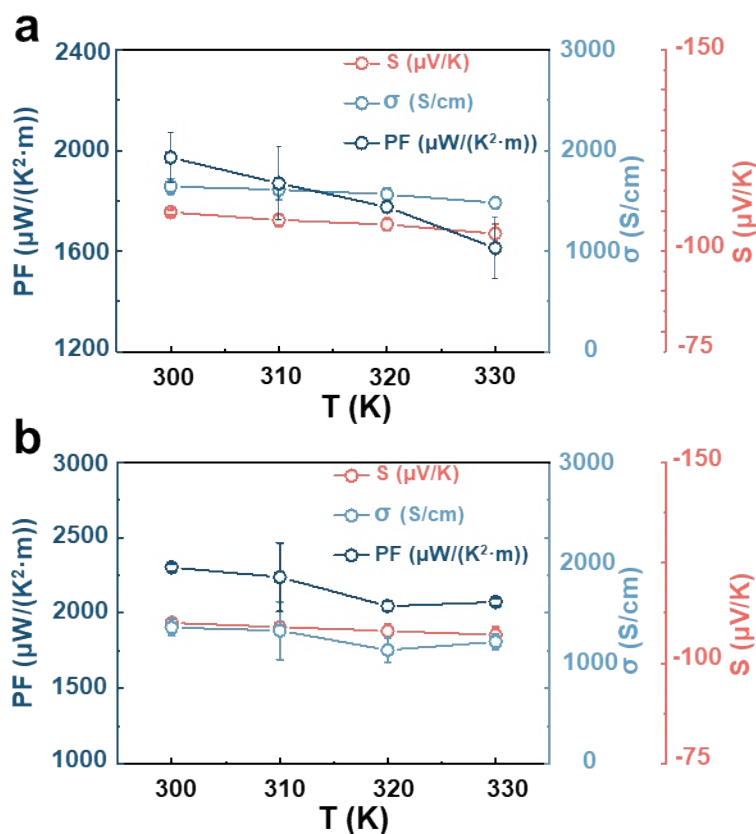 a
2400
2000
1600
1200
PF (μW/(K²·m))
S (μV/K)
σ (S/cm)
PF (μW/(K²·m))
3000
2000
1000
0
σ (S/cm)
-150
-100
-75
S (μV/K)
300 310 320 330
T (K)
b
3000
2500
2000
1750
1500
1000
PF (μW/(K²·m))
S (μV/K)
σ (S/cm)
PF (μW/(K²·m))
3000
2000
1000
0
σ (S/cm)
-150
-100
-75
S (μV/K)
300 310 320 330
T (K)